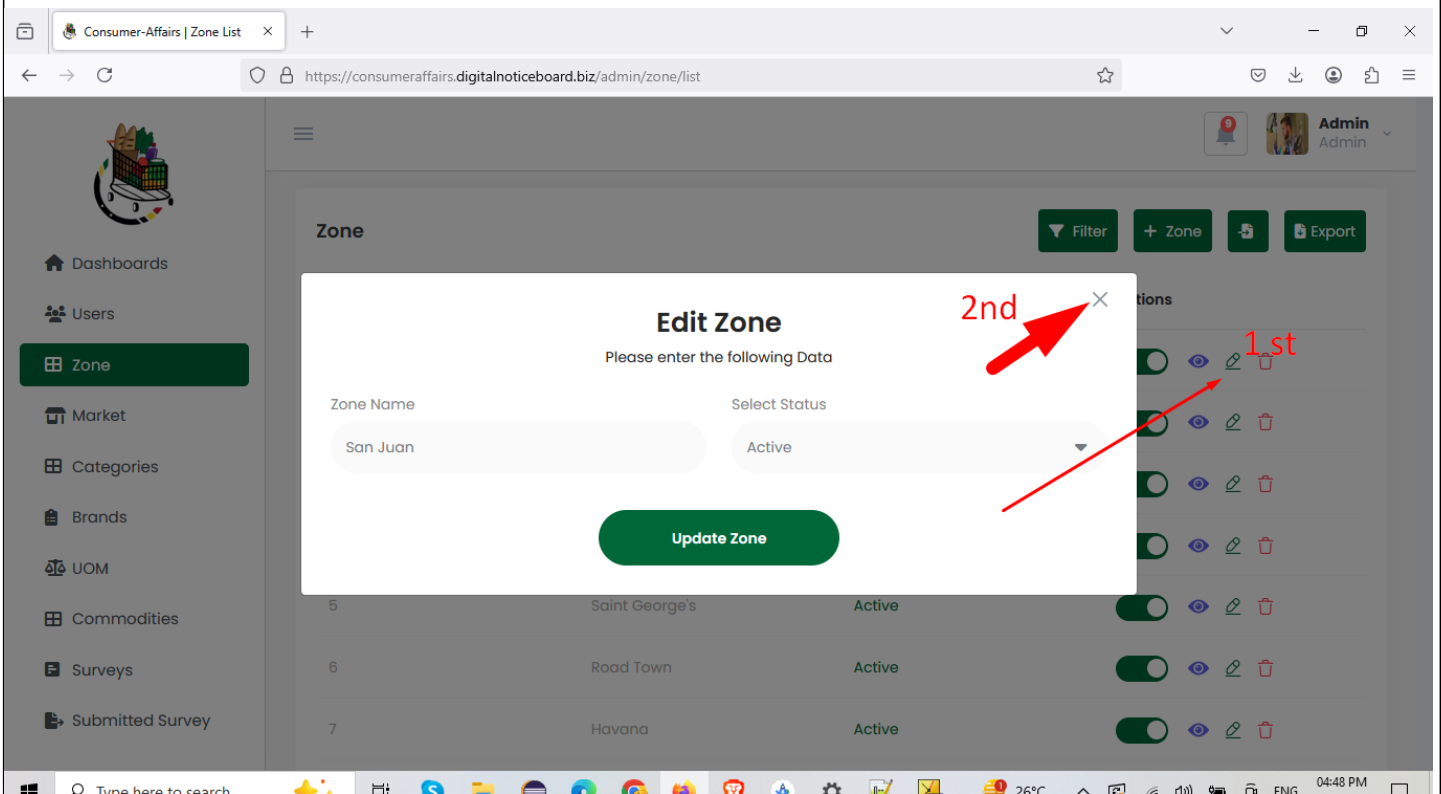 Consumer-Affairs | Zone List
https://consumeraffairs.digitalnoticeboard.biz/admin/zone/list
9
Admin
Admin
Zone
Filter
+ Zone
Export
Dashboards
Users
Zone
Market
Categories
Brands
UOM
Commodities
Surveys
Submitted Survey
tions
2nd
1 st
Edit Zone
Please enter the following Data
Zone Name
Select Status
San Juan
Active
Update Zone
5 Saint George's Active
6 Road Town Active
7 Havana Active
Type here to search
26°C
ENG
04:48 PM